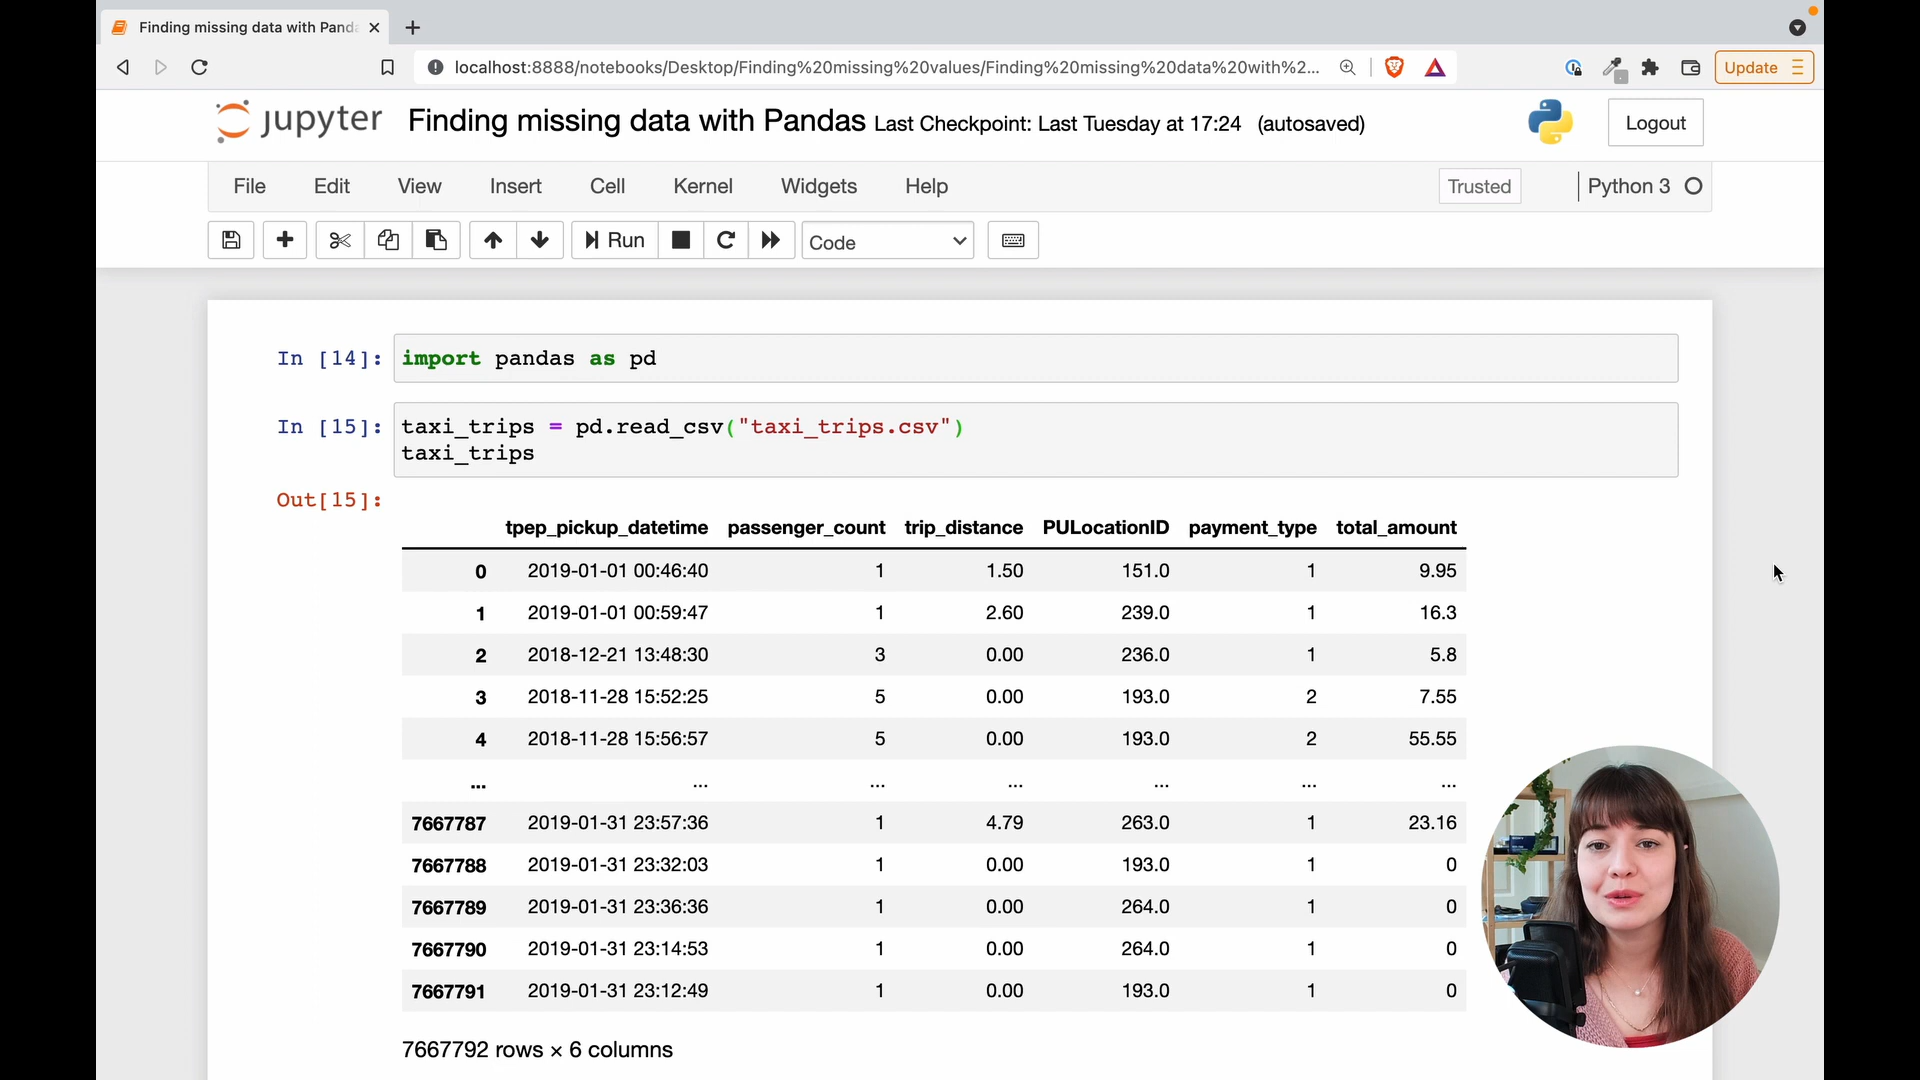 Finding missing data with Panda
localhost:8888/notebooks/Desktop/Finding%20missing%20values/Finding%20missing%20data%20with%2...
Update
jupyter Finding missing data with Pandas Last Checkpoint: Last Tuesday at 17:24 (autosaved)
Logout
File Edit View Insert Cell Kernel Widgets Help
Trusted
Python 3
Run
Code
In [14]: import pandas as pd
In [15]: taxi_trips = pd.read_csv("taxi_trips.csv")
taxi_trips
Out[15]:
tpep_pickup_datetime passenger_count trip_distance PULocationID payment_type total_amount
0 2019-01-01 00:46:40 1 1.50 151.0 1 9.95
1 2019-01-01 00:59:47 1 2.60 239.0 1 16.3
2 2018-12-21 13:48:30 3 0.00 236.0 1 5.8
3 2018-11-28 15:52:25 5 0.00 193.0 2 7.55
4 2018-11-28 15:56:57 5 0.00 193.0 2 55.55
... ... ... ... ... ... ...
7667787 2019-01-31 23:57:36 1 4.79 263.0 1 23.16
7667788 2019-01-31 23:32:03 1 0.00 193.0 1 0
7667789 2019-01-31 23:36:36 1 0.00 264.0 1 0
7667790 2019-01-31 23:14:53 1 0.00 264.0 1 0
7667791 2019-01-31 23:12:49 1 0.00 193.0 1 0
7667792 rows × 6 columns